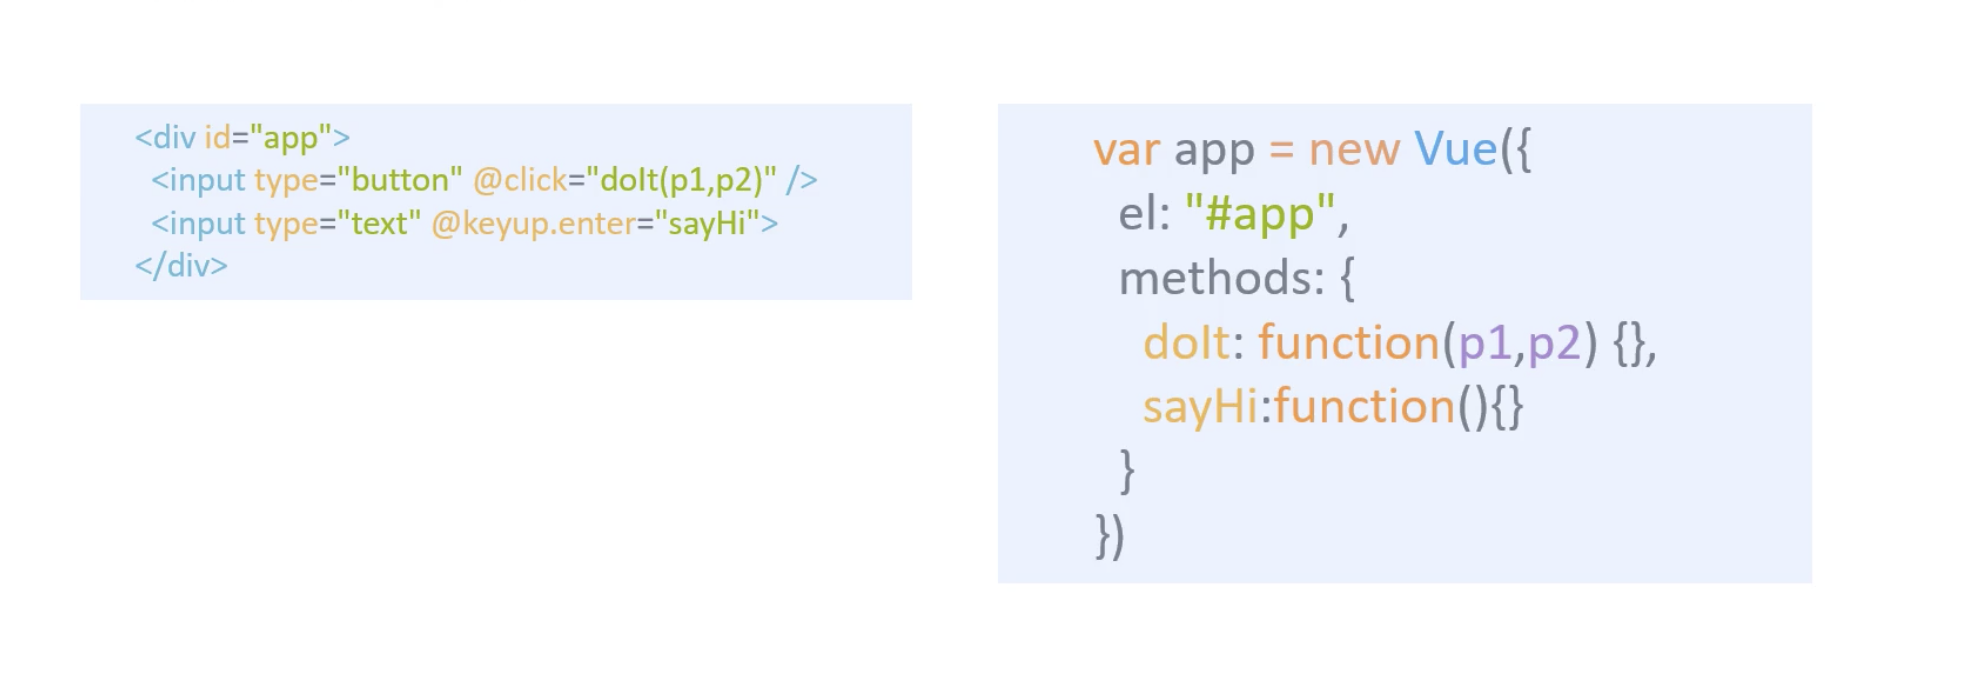 <div id="app">
<input type="button" @click="doIt(p1,p2)" />
<input type="text" @keyup.enter="sayHi">
</div>
var app = new Vue({
el: "#app",
methods: {
doIt: function(p1,p2) {},
sayHi:function(){}
}
})